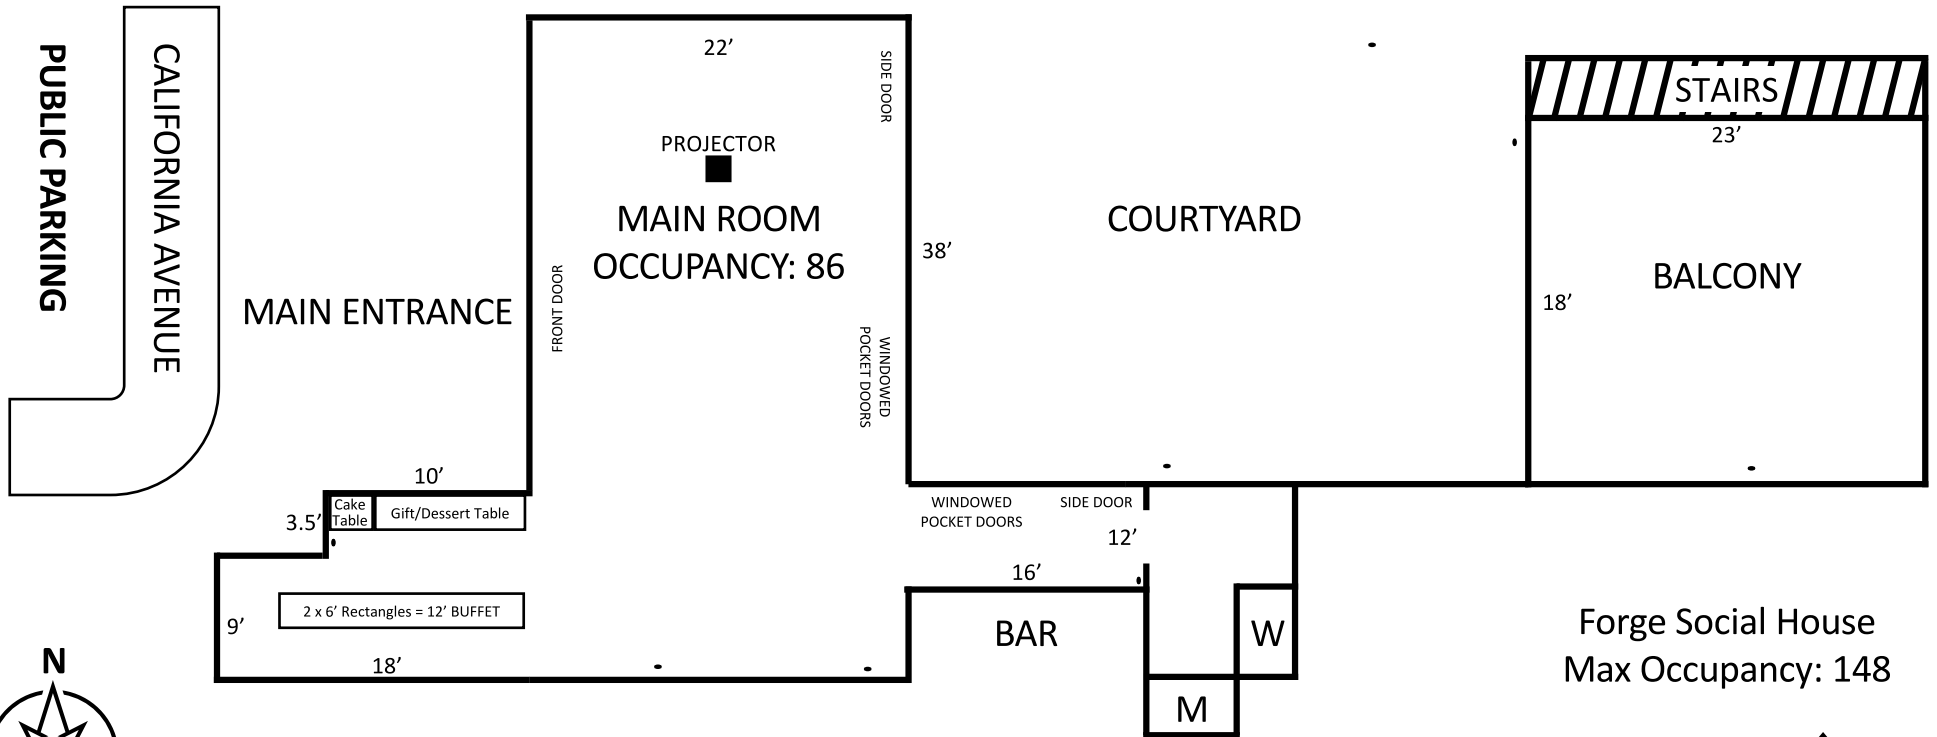 PUBLIC PARKING
CALIFORNIA AVENUE
MAIN ENTRANCE
22’
SIDE DOOR
PROJECTOR
MAIN ROOM
OCCUPANCY: 86
FRONT DOOR
WINDOWED
POCKET DOORS
38’
COURTYARD
STAIRS
23’
BALCONY
18’
10’
3.5’
Cake
Table
Gift/Dessert Table
WINDOWED
POCKET DOORS
SIDE DOOR
12’
16’
2 x 6’ Rectangles = 12’ BUFFET
9’
18’
BAR
W
M
Forge Social House
Max Occupancy: 148
N